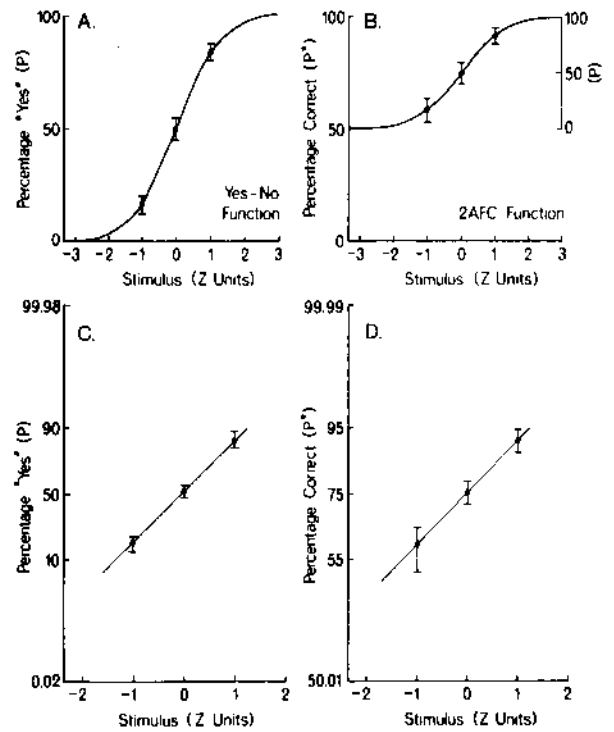 A.
Percentage "Yes" (P)
100
50
0
Yes-No
Function
-3 -2 -1 0 1 2 3
Stimulus (Z Units)
B.
Percentage Correct (P*)
100
75
50
0
100
50
0
(P)
2AFC Function
-3 -2 -1 0 1 2 3
Stimulus (Z Units)
C.
Percentage "Yes" (P)
99.98
90
50
10
0.02
-2 -1 0 1 2
Stimulus (Z Units)
D.
Percentage Correct (P*)
99.99
95
75
55
50.01
-2 -1 0 1 2
Stimulus (Z Units)